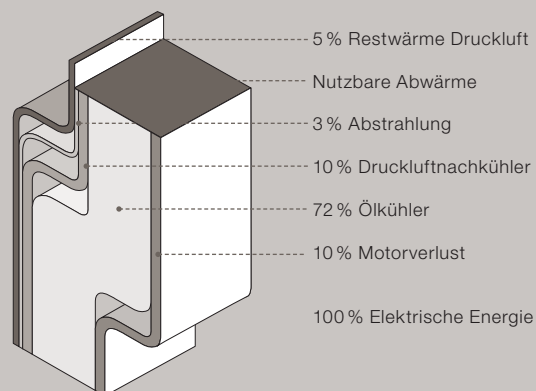 5 % Restwärme Druckluft
Nutzbare Abwärme
3 % Abstrahlung
10 % Druckluftnachkühler
72 % Ölkühler
10 % Motorverlust
100 % Elektrische Energie